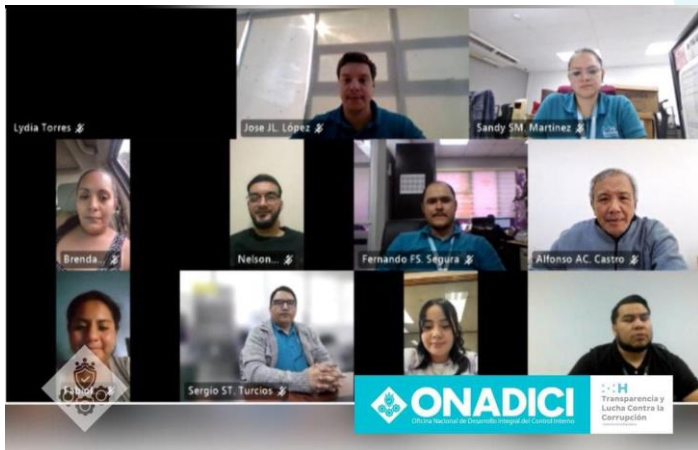 Lydia Torres
Jose JL. López
Sandy SM. Martinez
Brenda...
Nelson...
Fernando FS. Segura
Alfonso AC. Castro
Fabiol...
Sergio ST. Turcios
ONADICI
Oficina Nacional de Desarrollo Integral del Control Interno
Transparencia y
Lucha Contra la
Corrupción